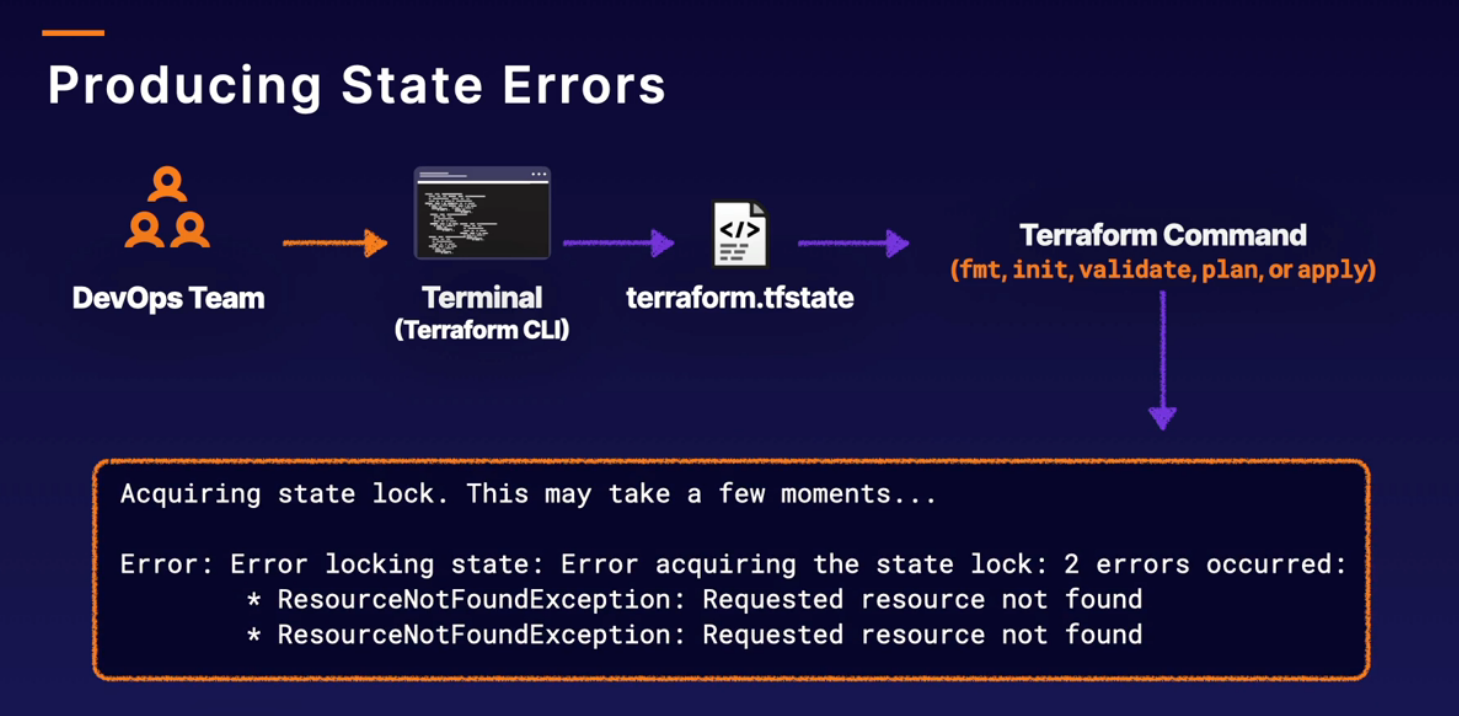 Producing State Errors
</>
DevOps Team
Terminal
(Terraform CLI)
terraform.tfstate
Terraform Command
(fmt, init, validate, plan, or apply)
Acquiring state lock. This may take a few moments...
Error: Error locking state: Error acquiring the state lock: 2 errors occurred:
* ResourceNotFoundException: Requested resource not found
* ResourceNotFoundException: Requested resource not found